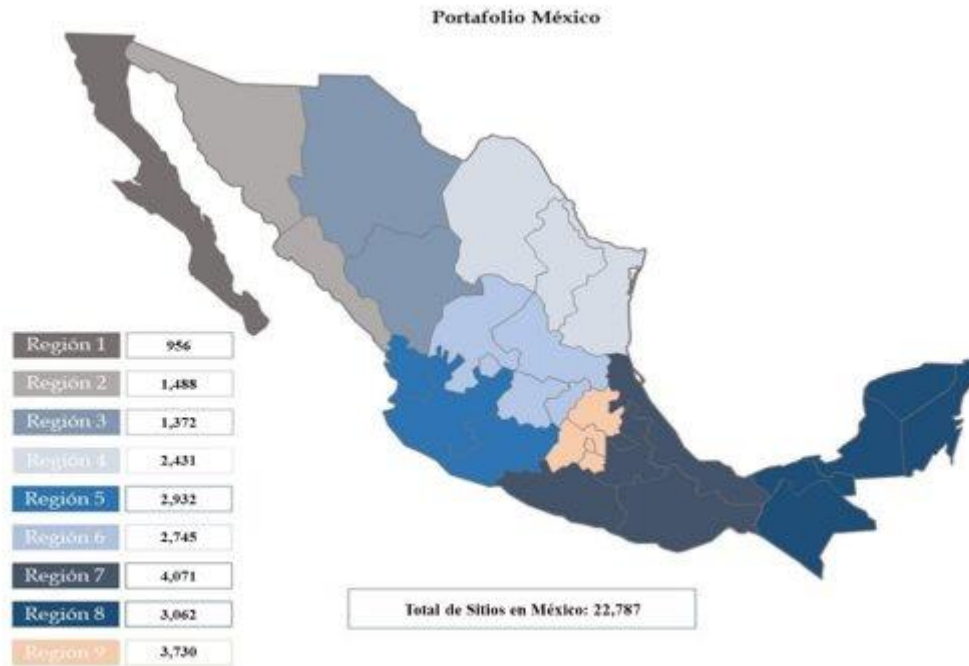 Portafolio México
Región 1 956
Región 2 1,488
Región 3 1,372
Región 4 2,431
Región 5 2,932
Región 6 2,745
Región 7 4,071
Región 8 3,062
Región 9 3,730
Total de Sitios en México: 22,787